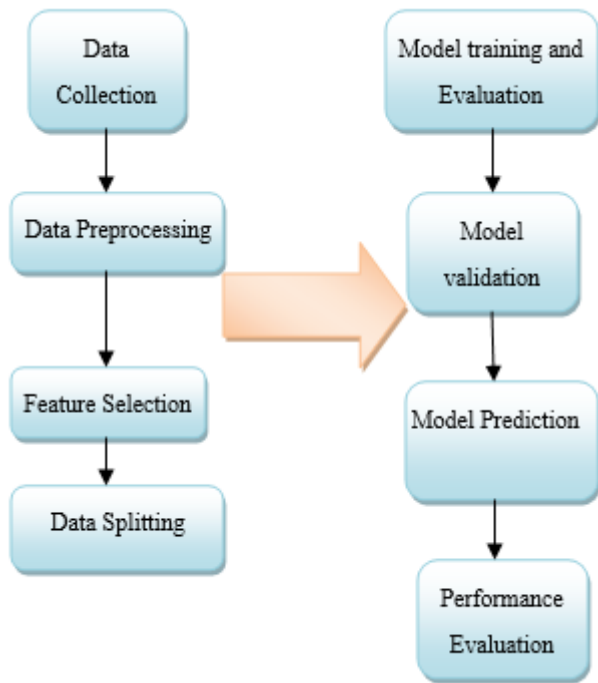 Data
Collection
Data Preprocessing
Feature Selection
Data Splitting
Model training and
Evaluation
Model
validation
Model Prediction
Performance
Evaluation